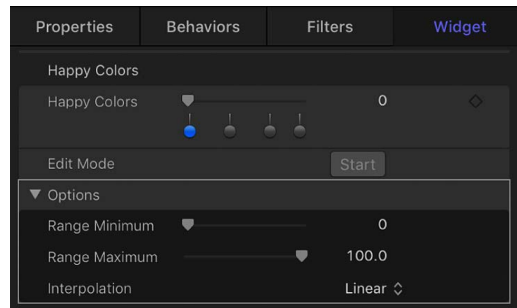 Properties Behaviors Filters Widget
Happy Colors
Happy Colors 0
Edit Mode Start
Options
Range Minimum 0
Range Maximum 100.0
Interpolation Linear